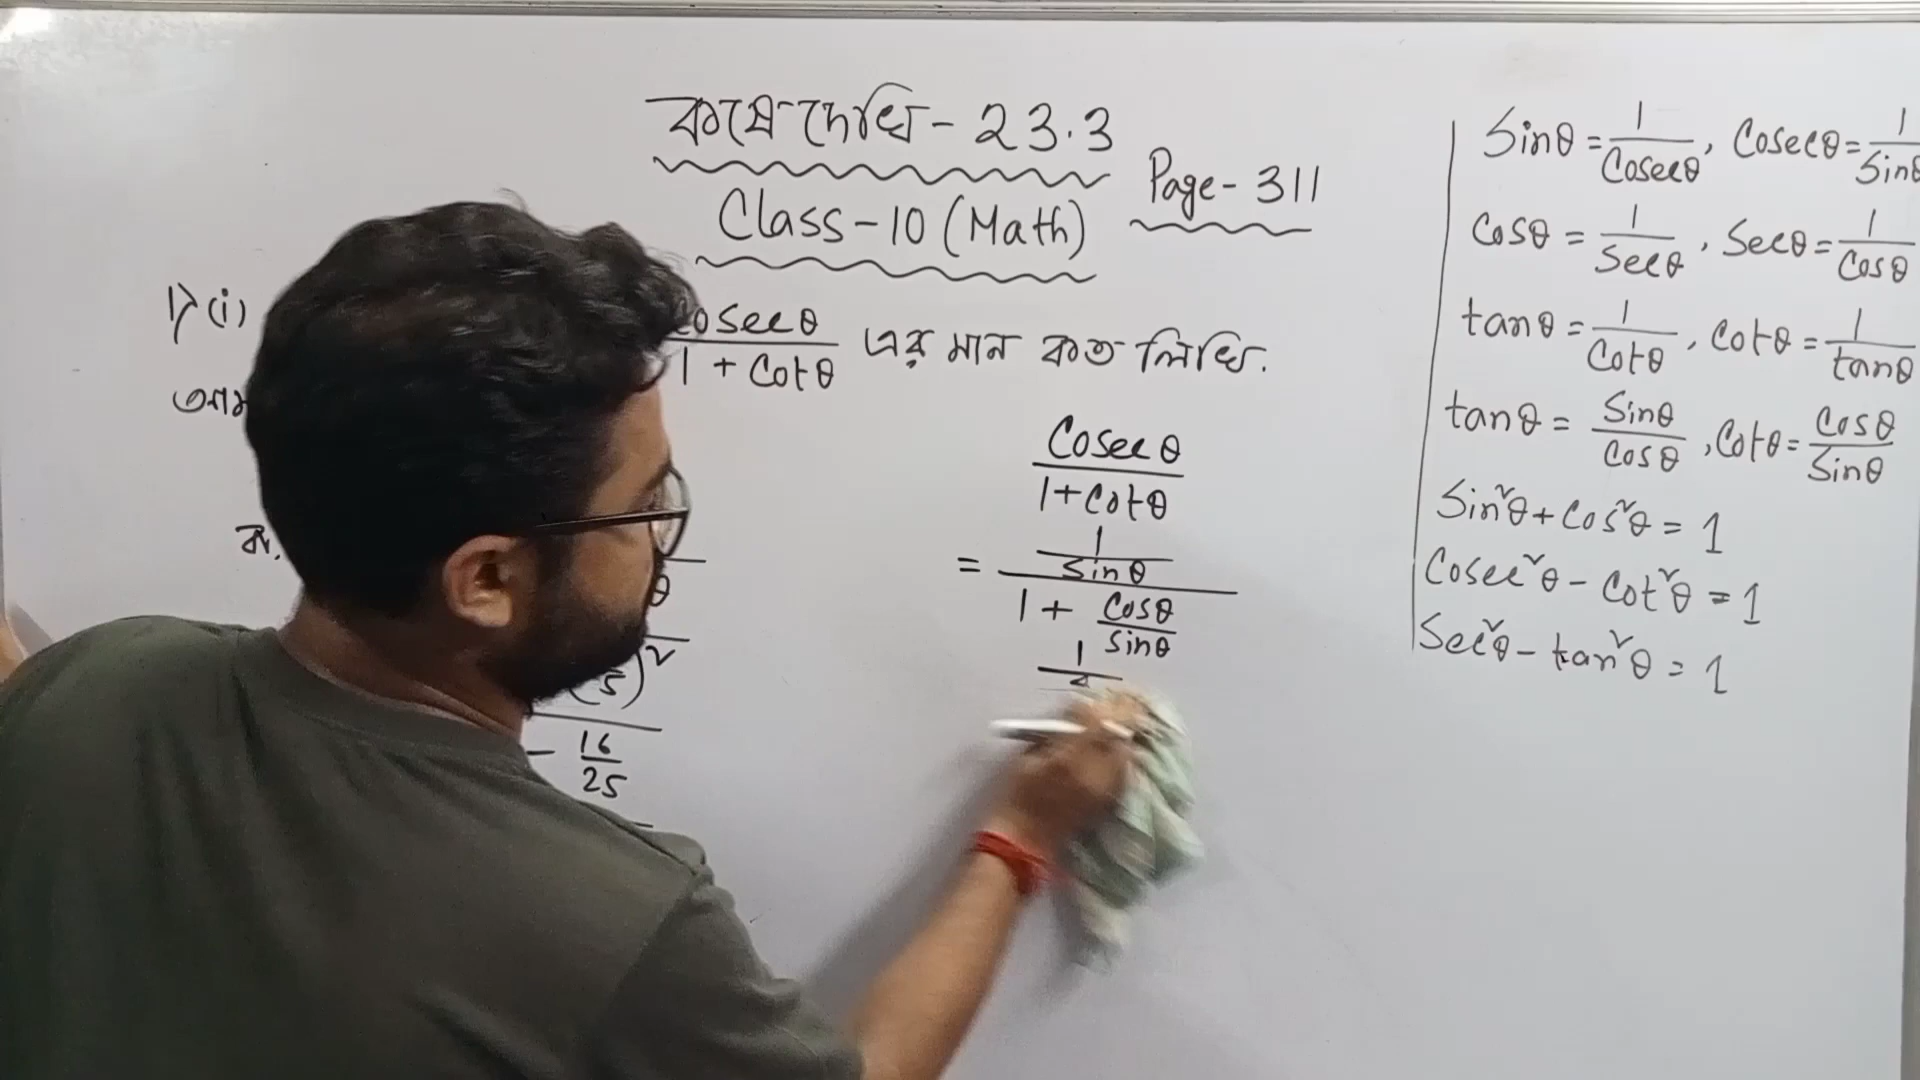 কষে দেখি - 23.3
Class-10 (Math)
Page- 311
1) (i)
Cosecθ / 1 + Cotθ এর মান কত লিখি.
ক,
θ
5)²
- 16/25
Cosecθ / 1+Cotθ
= 1/Sinθ / 1 + Cosθ/Sinθ
1
Sinθ = 1/Cosecθ, Cosecθ = 1/Sinθ
Cosθ = 1/Secθ, Secθ = 1/Cosθ
tanθ = 1/Cotθ, Cotθ = 1/tanθ
tanθ = Sinθ/Cosθ, Cotθ = Cosθ/Sinθ
Sin²θ + Cos²θ = 1
Cosec²θ - Cot²θ = 1
Sec²θ - tan²θ = 1